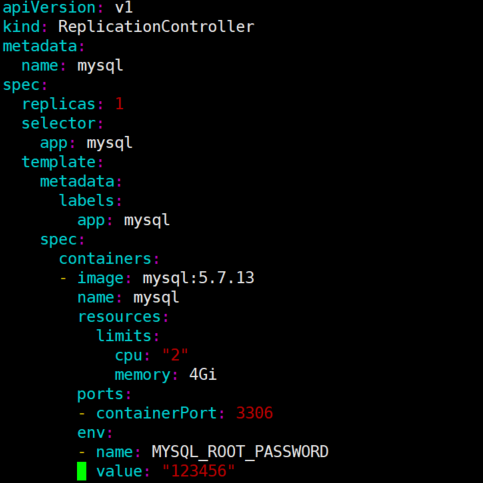 apiVersion: v1
kind: ReplicationController
metadata:
  name: mysql
spec:
  replicas: 1
  selector:
    app: mysql
  template:
    metadata:
      labels:
        app: mysql
    spec:
      containers:
      - image: mysql:5.7.13
        name: mysql
        resources:
          limits:
            cpu: "2"
            memory: 4Gi
        ports:
        - containerPort: 3306
        env:
        - name: MYSQL_ROOT_PASSWORD
          value: "123456"